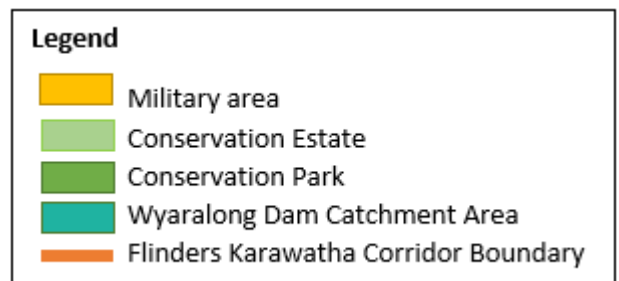 Legend
Military area
Conservation Estate
Conservation Park
Wyaralong Dam Catchment Area
Flinders Karawatha Corridor Boundary